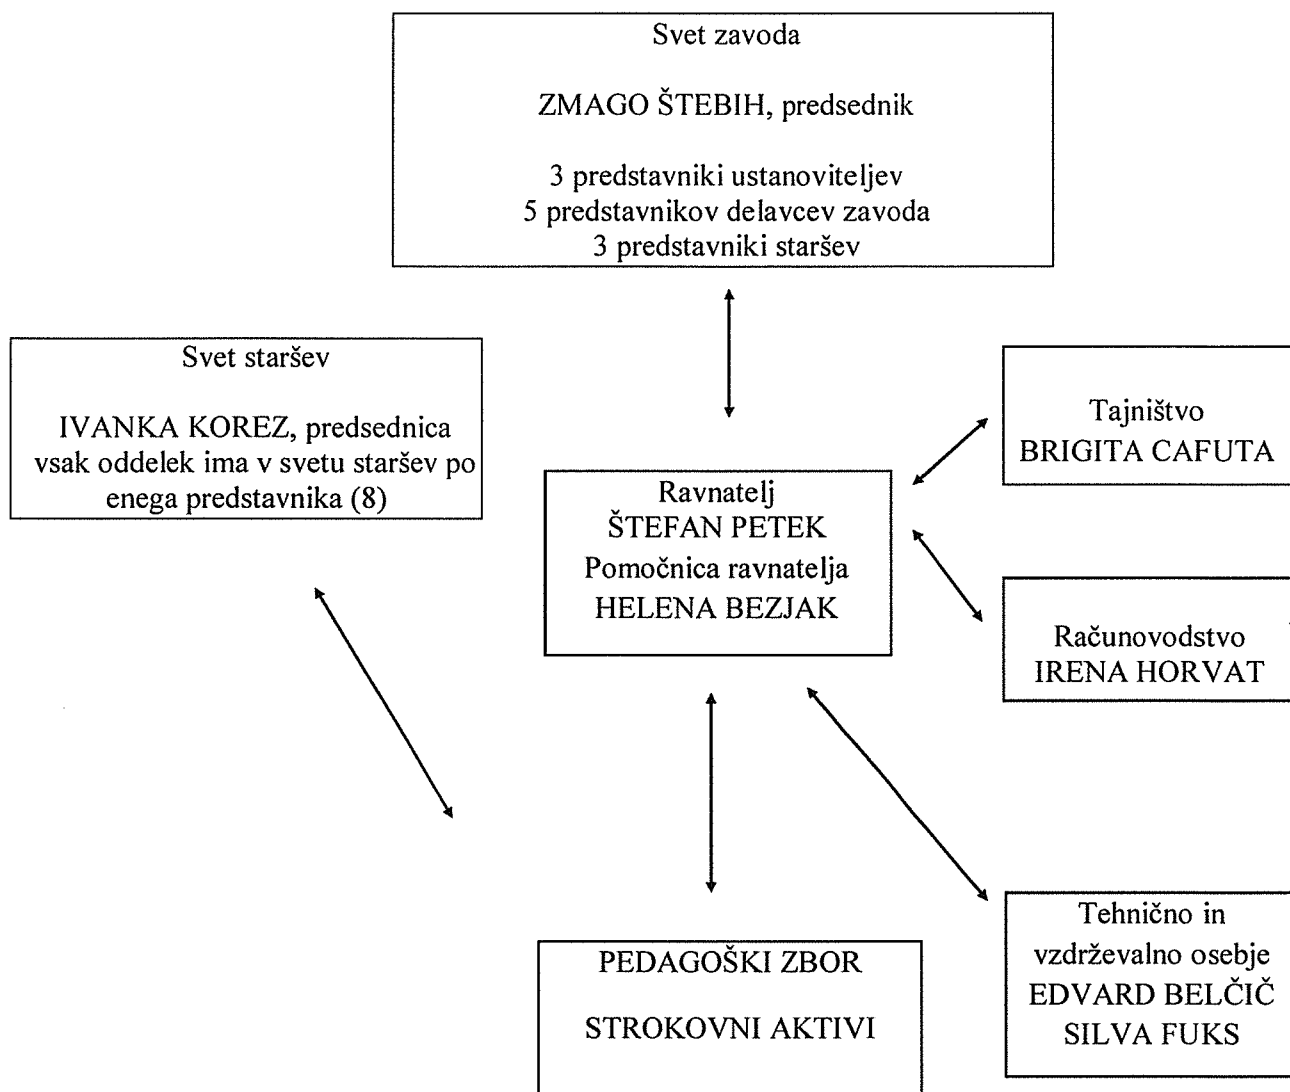 Svet zavoda
ZMAGO ŠTEBIH, predsednik
3 predstavniki ustanoviteljev
5 predstavnikov delavcev zavoda
3 predstavniki staršev
Svet staršev
IVANKA KOREZ, predsednica
vsak oddelek ima v svetu staršev po
enega predstavnika (8)
Tajništvo
BRIGITA CAFUTA
Ravnatelj
ŠTEFAN PETEK
Pomočnica ravnatelja
HELENA BEZJAK
Računovodstvo
IRENA HORVAT
PEDAGOŠKI ZBOR
STROKOVNI AKTIVI
Tehnično in
vzdrževalno osebje
EDVARD BELČIČ
SILVA FUKS